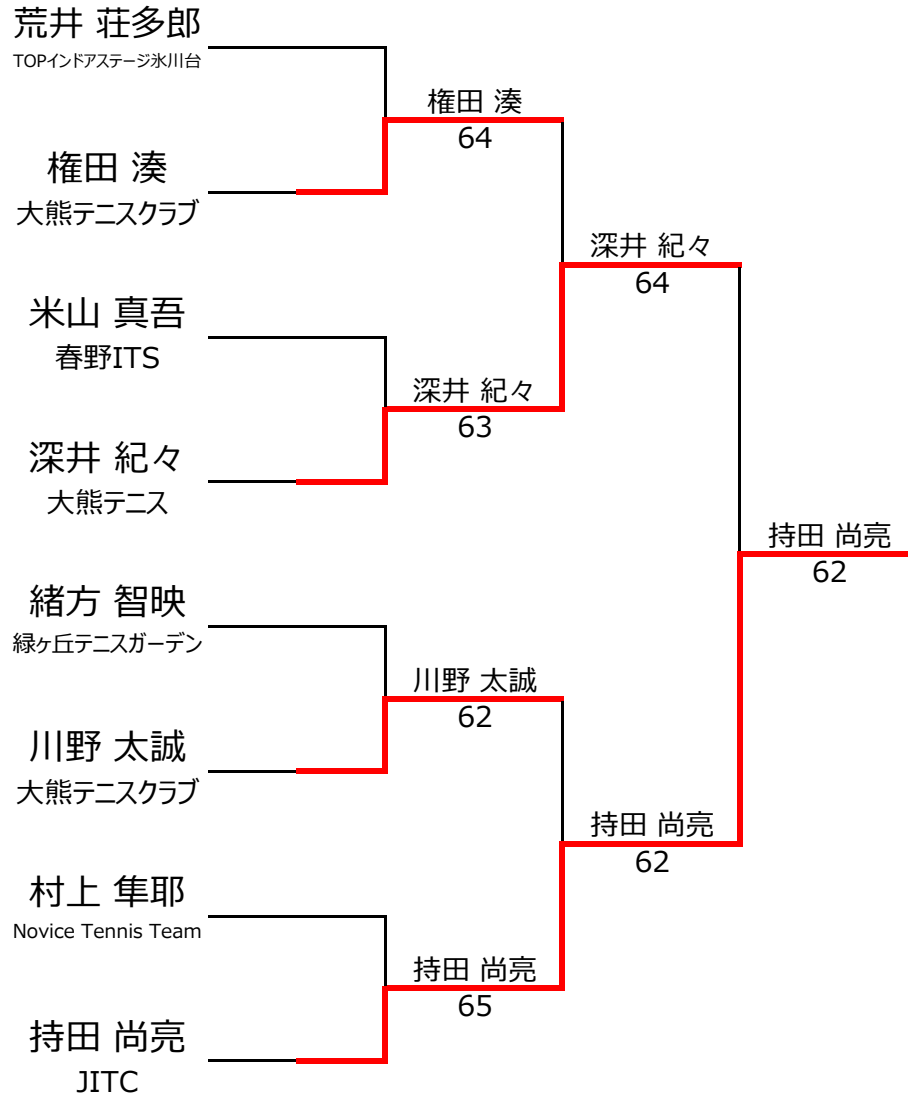 荒井 荘多郎
TOPインドアステージ氷川台
権田 湊
64
権田 湊
大熊テニスクラブ
深井 紀々
64
米山 真吾
春野ITS
深井 紀々
63
深井 紀々
大熊テニス
持田 尚亮
62
緒方 智映
緑ヶ丘テニスガーデン
川野 太誠
62
川野 太誠
大熊テニスクラブ
持田 尚亮
62
村上 隼耶
Novice Tennis Team
持田 尚亮
65
持田 尚亮
JITC